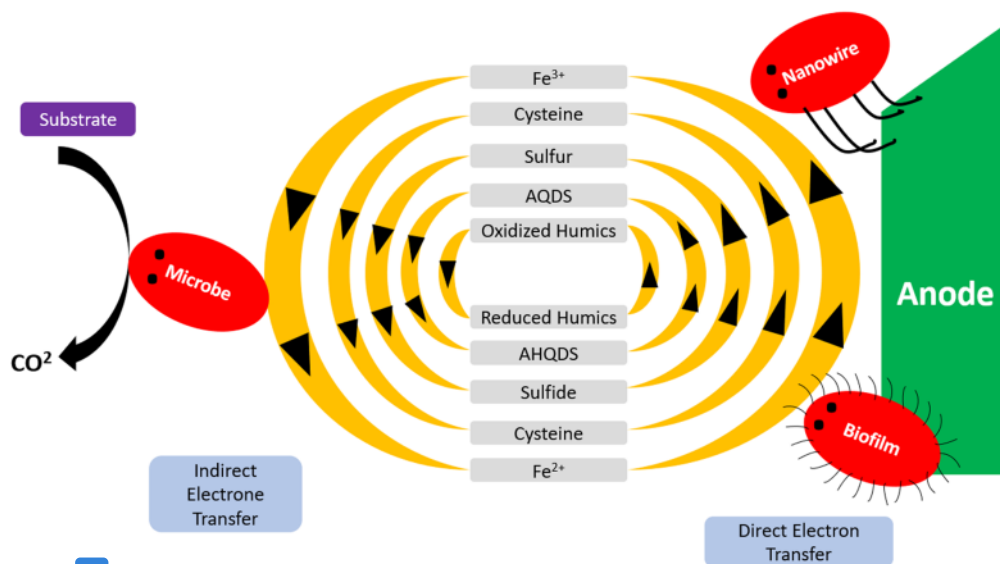 Substrate
Microbe
CO²
Indirect
Electrone
Transfer
Fe³⁺
Cysteine
Sulfur
AQDS
Oxidized Humics
Reduced Humics
AHQDS
Sulfide
Cysteine
Fe²⁺
Nanowire
Anode
Biofilm
Direct Electron
Transfer